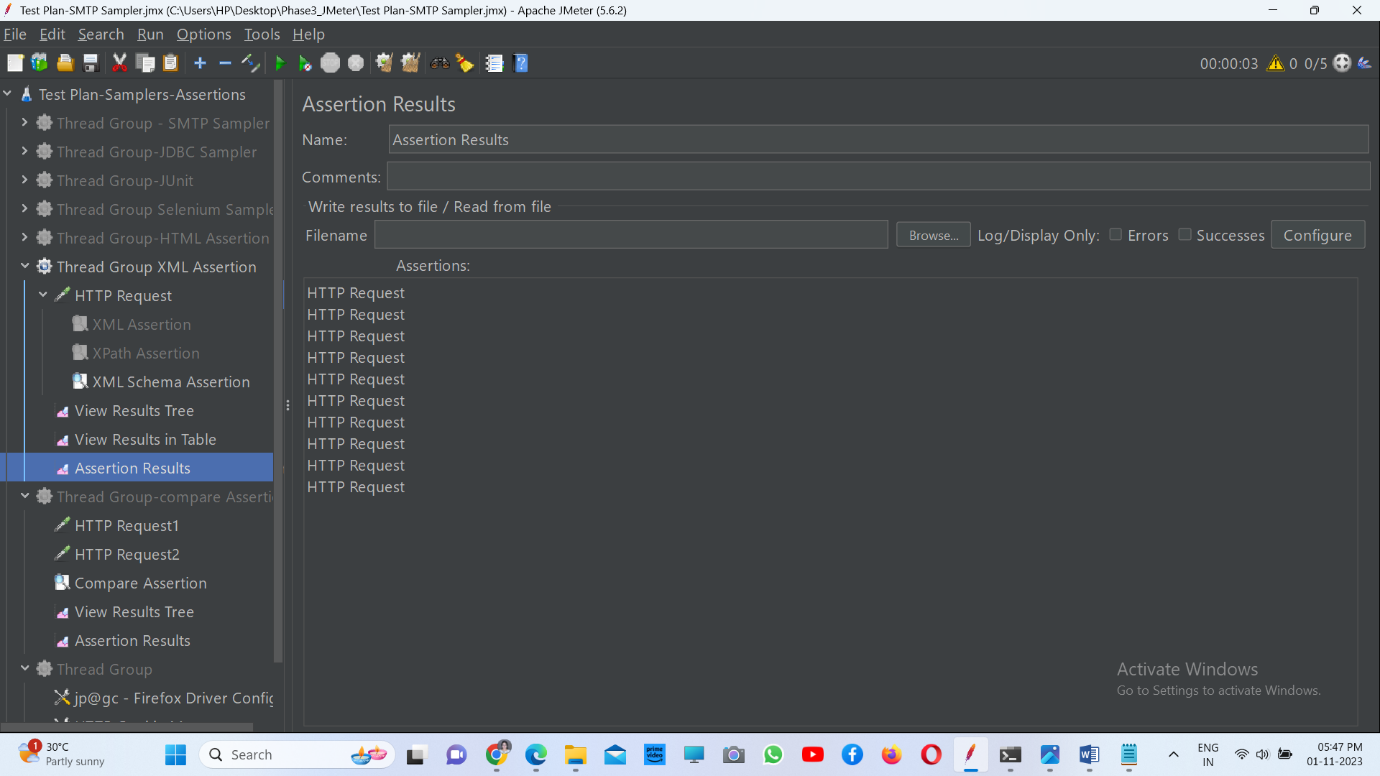 Test Plan-SMTP Sampler.jmx (C:\Users\HP\Desktop\Phase3_JMeter\Test Plan-SMTP Sampler.jmx) - Apache JMeter (5.6.2)
File Edit Search Run Options Tools Help
00:00:03 0 0/5
Test Plan-Samplers-Assertions
Thread Group - SMTP Sampler
Thread Group-JDBC Sampler
Thread Group-JUnit
Thread Group Selenium Sample
Thread Group-HTML Assertion
Thread Group XML Assertion
HTTP Request
XML Assertion
XPath Assertion
XML Schema Assertion
View Results Tree
View Results in Table
Assertion Results
Thread Group-compare Asserti
HTTP Request1
HTTP Request2
Compare Assertion
View Results Tree
Assertion Results
Thread Group
jp@gc - Firefox Driver Config
Assertion Results
Name: Assertion Results
Comments:
Write results to file / Read from file
Filename Browse... Log/Display Only: Errors Successes Configure
Assertions:
HTTP Request
HTTP Request
HTTP Request
HTTP Request
HTTP Request
HTTP Request
HTTP Request
HTTP Request
HTTP Request
HTTP Request
Activate Windows
Go to Settings to activate Windows.
1
30°C
Partly sunny
Search
prime video
ENG
IN
05:47 PM
01-11-2023